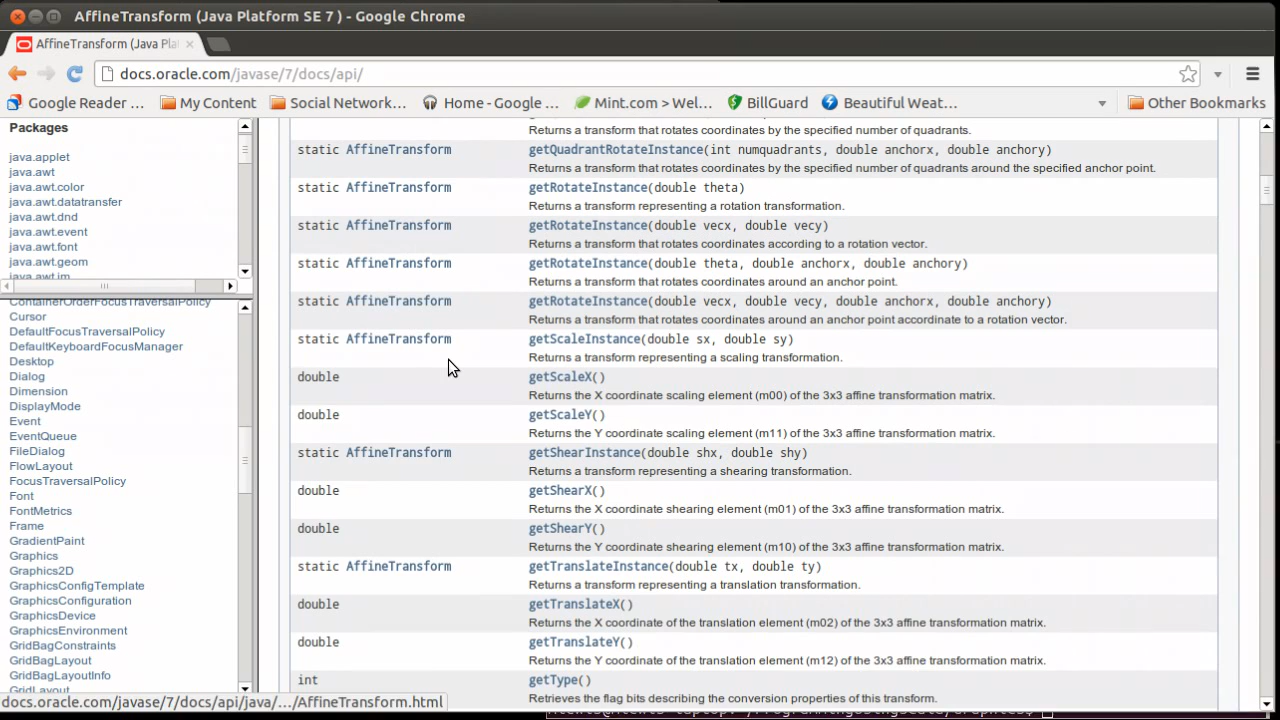 AffineTransform (Java Platform SE 7 ) - Google Chrome
AffineTransform (Java Pla
docs.oracle.com/javase/7/docs/api/
Google Reader ... My Content Social Network... Home - Google ... Mint.com > Wel... BillGuard Beautiful Weat... Other Bookmarks
Packages
java.applet
java.awt
java.awt.color
java.awt.datatransfer
java.awt.dnd
java.awt.event
java.awt.font
java.awt.geom
java.awt.im
ContainerOrderFocusTraversalPolicy
Cursor
DefaultFocusTraversalPolicy
DefaultKeyboardFocusManager
Desktop
Dialog
Dimension
DisplayMode
Event
EventQueue
FileDialog
FlowLayout
FocusTraversalPolicy
Font
FontMetrics
Frame
GradientPaint
Graphics
Graphics2D
GraphicsConfigTemplate
GraphicsConfiguration
GraphicsDevice
GraphicsEnvironment
GridBagConstraints
GridBagLayout
GridBagLayoutInfo
GridLayout
Returns a transform that rotates coordinates by the specified number of quadrants.
static AffineTransform getQuadrantRotateInstance(int numquadrants, double anchorx, double anchory)
Returns a transform that rotates coordinates by the specified number of quadrants around the specified anchor point.
static AffineTransform getRotateInstance(double theta)
Returns a transform representing a rotation transformation.
static AffineTransform getRotateInstance(double vecx, double vecy)
Returns a transform that rotates coordinates according to a rotation vector.
static AffineTransform getRotateInstance(double theta, double anchorx, double anchory)
Returns a transform that rotates coordinates around an anchor point.
static AffineTransform getRotateInstance(double vecx, double vecy, double anchorx, double anchory)
Returns a transform that rotates coordinates around an anchor point accordinate to a rotation vector.
static AffineTransform getScaleInstance(double sx, double sy)
Returns a transform representing a scaling transformation.
double getScaleX()
Returns the X coordinate scaling element (m00) of the 3x3 affine transformation matrix.
double getScaleY()
Returns the Y coordinate scaling element (m11) of the 3x3 affine transformation matrix.
static AffineTransform getShearInstance(double shx, double shy)
Returns a transform representing a shearing transformation.
double getShearX()
Returns the X coordinate shearing element (m01) of the 3x3 affine transformation matrix.
double getShearY()
Returns the Y coordinate shearing element (m10) of the 3x3 affine transformation matrix.
static AffineTransform getTranslateInstance(double tx, double ty)
Returns a transform representing a translation transformation.
double getTranslateX()
Returns the X coordinate of the translation element (m02) of the 3x3 affine transformation matrix.
double getTranslateY()
Returns the Y coordinate of the translation element (m12) of the 3x3 affine transformation matrix.
int getType()
Retrieves the flag bits describing the conversion properties of this transform.
docs.oracle.com/javase/7/docs/api/java/.../AffineTransform.html